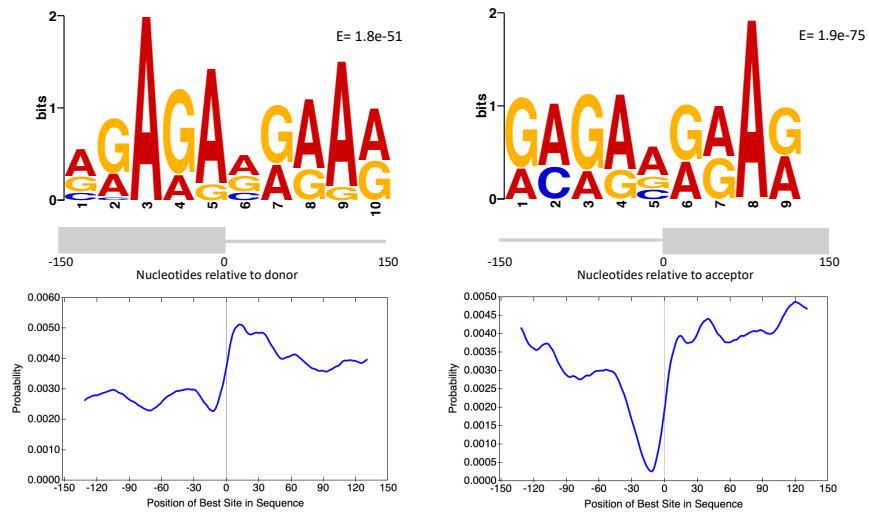 2
E= 1.8e-51
bits
1
A G A G A A G A A A
G A A G G A G G G
C C C
0
1 2 3 4 5 6 7 8 9 10
-150 0 150
Nucleotides relative to donor
0.0060
0.0050
0.0040
0.0030
0.0020
0.0010
0.0000
Probability
-150 -120 -90 -60 -30 0 30 60 90 120 150
Position of Best Site in Sequence
2
E= 1.9e-75
bits
1
G A G A A G A A G
A C A G G A G A
C
0
1 2 3 4 5 6 7 8 9
-150 0 150
Nucleotides relative to acceptor
0.0050
0.0045
0.0040
0.0035
0.0030
0.0025
0.0020
0.0015
0.0010
0.0005
0.0000
Probability
-150 -120 -90 -60 -30 0 30 60 90 120 150
Position of Best Site in Sequence